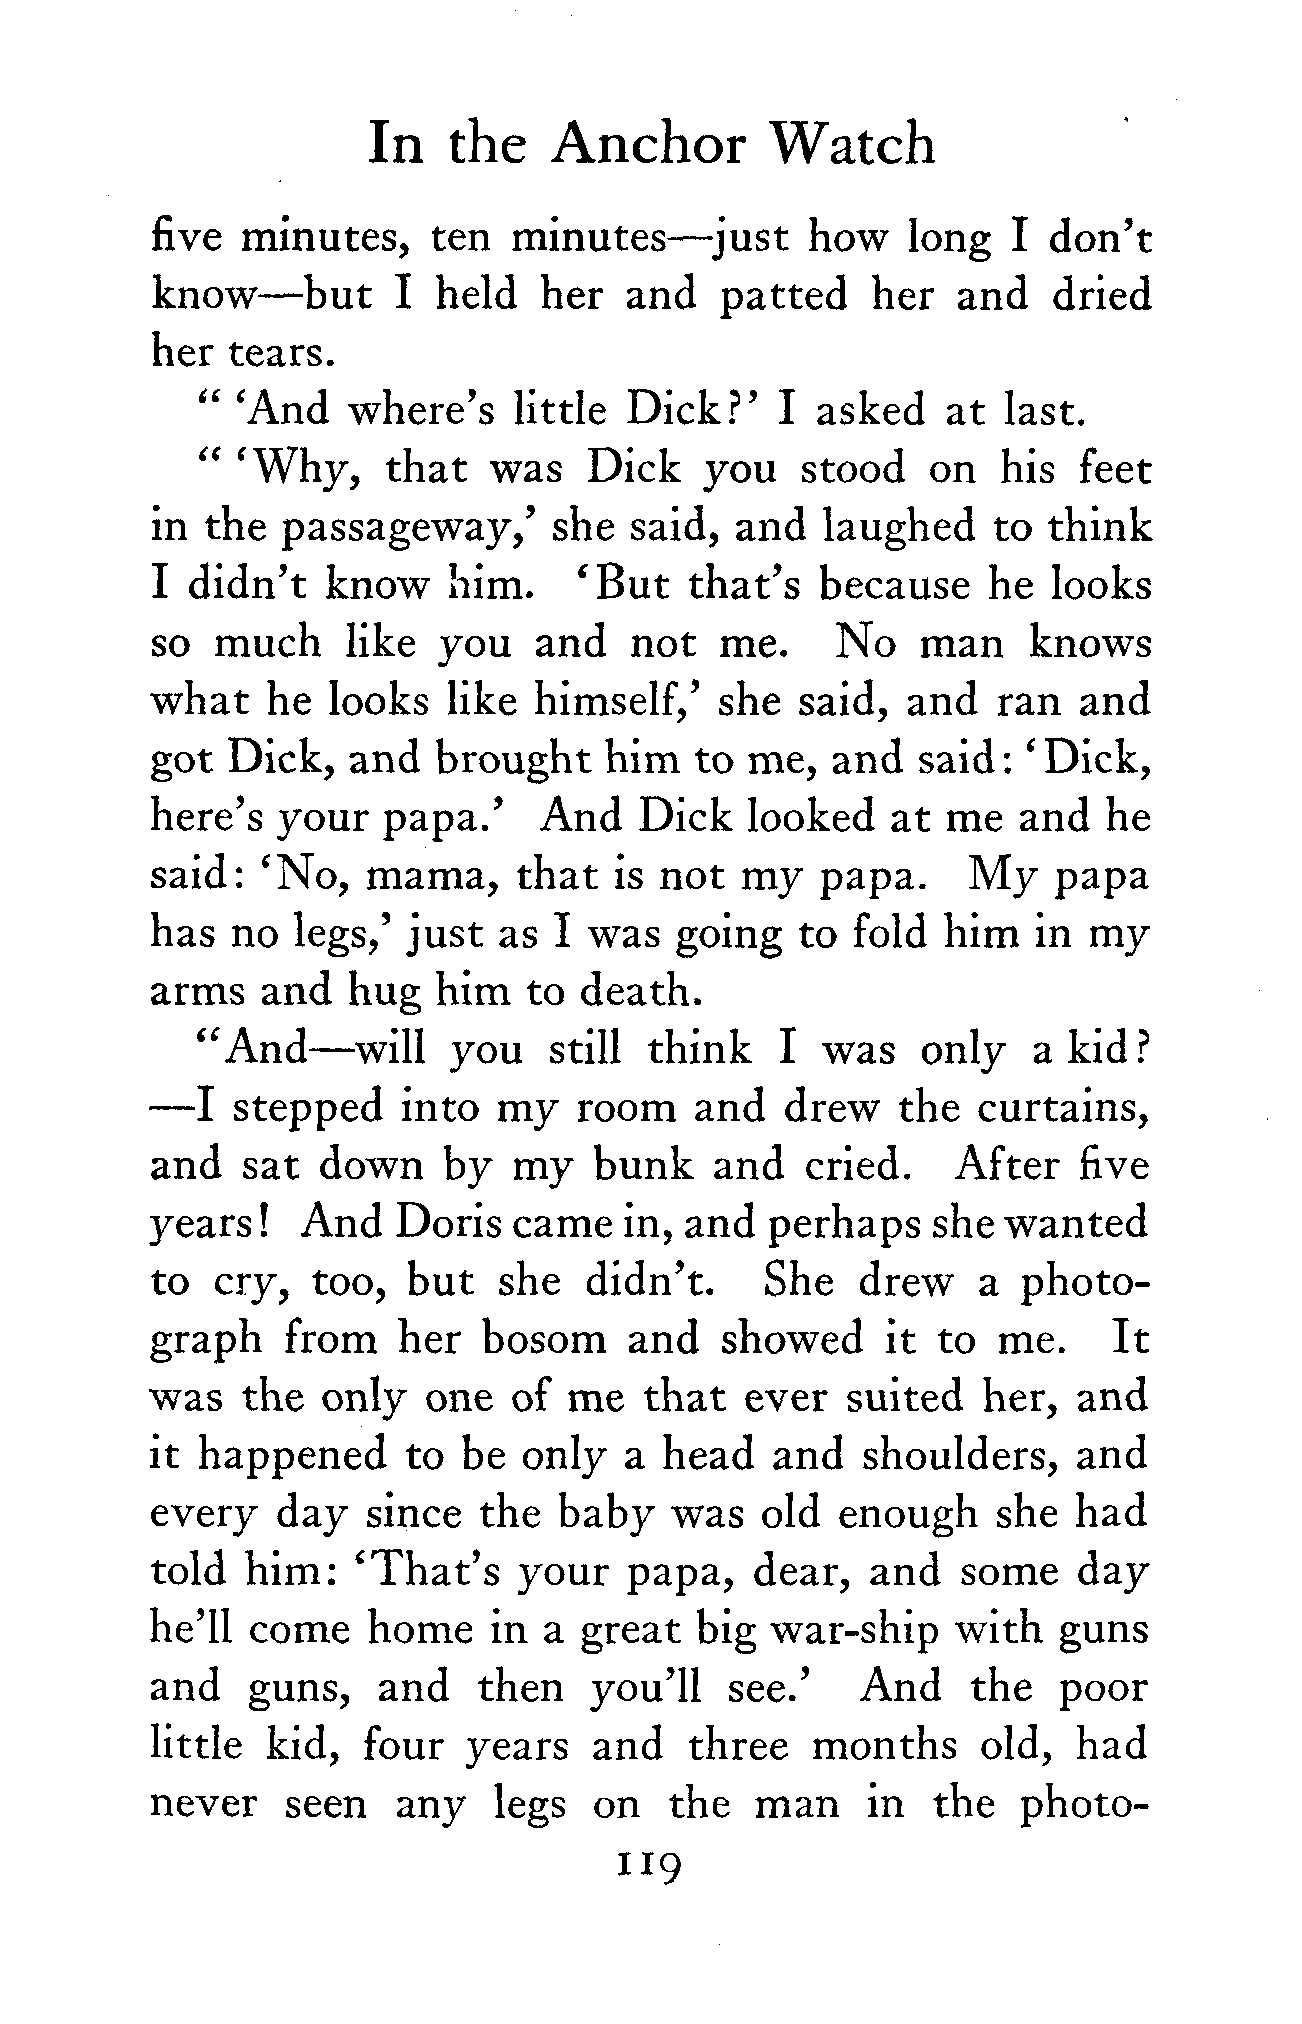 In the Anchor Watch
five minutes, ten minutes—just how long I don't
know—but I held her and patted her and dried
her tears.
" 'And where's little Dick?' I asked at last.
" 'Why, that was Dick you stood on his feet
in the passageway,' she said, and laughed to think
I didn't know him. 'But that's because he looks
so much like you and not me. No man knows
what he looks like himself,' she said, and ran and
got Dick, and brought him to me, and said: 'Dick,
here's your papa.' And Dick looked at me and he
said: 'No, mama, that is not my papa. My papa
has no legs,' just as I was going to fold him in my
arms and hug him to death.
"And—will you still think I was only a kid?
—I stepped into my room and drew the curtains,
and sat down by my bunk and cried. After five
years! And Doris came in, and perhaps she wanted
to cry, too, but she didn't. She drew a photo-
graph from her bosom and showed it to me. It
was the only one of me that ever suited her, and
it happened to be only a head and shoulders, and
every day since the baby was old enough she had
told him: 'That's your papa, dear, and some day
he'll come home in a great big war-ship with guns
and guns, and then you'll see.' And the poor
little kid, four years and three months old, had
never seen any legs on the man in the photo-
119